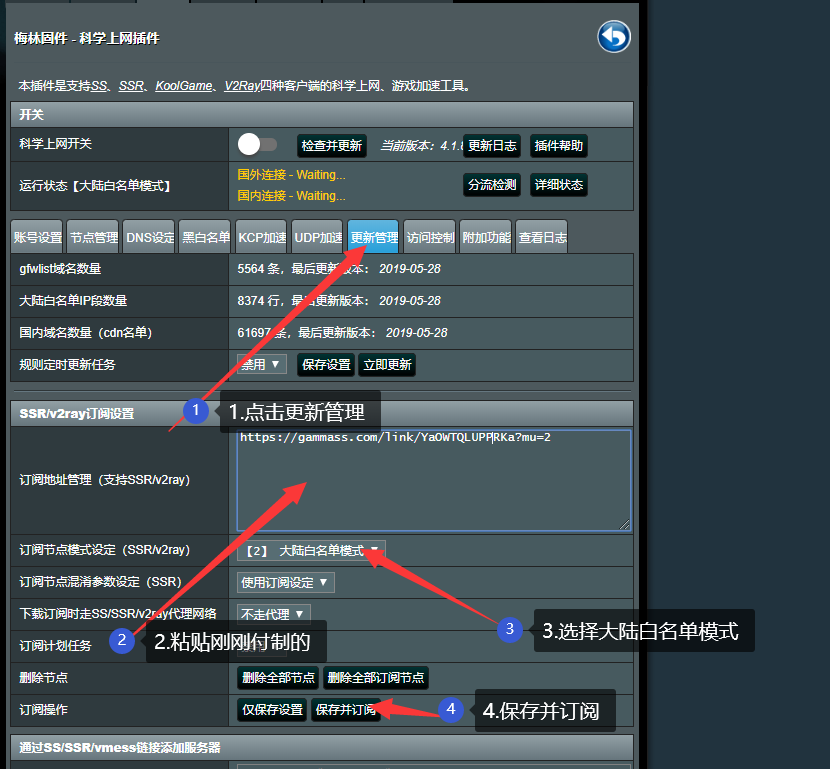 梅林固件 - 科学上网插件
本插件是支持SS、SSR、KoolGame、V2Ray四种客户端的科学上网、游戏加速工具。
开关
科学上网开关 检查并更新 当前版本：4.1. 更新日志 插件帮助
运行状态【大陆白名单模式】 国外连接 - Waiting... 分流检测 详细状态
国内连接 - Waiting...
账号设置 节点管理 DNS设定 黑白名单 KCP加速 UDP加速 更新管理 访问控制 附加功能 查看日志
gfwlist域名数量 5564 条，最后更新版本： 2019-05-28
大陆白名单IP段数量 8374 行，最后更新版本： 2019-05-28
国内域名数量（cdn名单） 61697 条，最后更新版本： 2019-05-28
规则定时更新任务 禁用 ▼ 保存设置 立即更新
1 1.点击更新管理
SSR/v2ray订阅设置
https://gammass.com/link/YaOWTQLUPPRKa?mu=2
订阅地址管理（支持SSR/v2ray）
订阅节点模式设定（SSR/v2ray） 【2】 大陆白名单模式 ▼
订阅节点混淆参数设定（SSR） 使用订阅设定 ▼
下载订阅时走SS/SSR/v2ray代理网络 不走代理 ▼
3 3.选择大陆白名单模式
订阅计划任务 2 2.粘贴刚刚付制的
删除节点 删除全部节点 删除全部订阅节点
订阅操作 仅保存设置 保存并订阅 4 4.保存并订阅
通过SS/SSR/vmess链接添加服务器